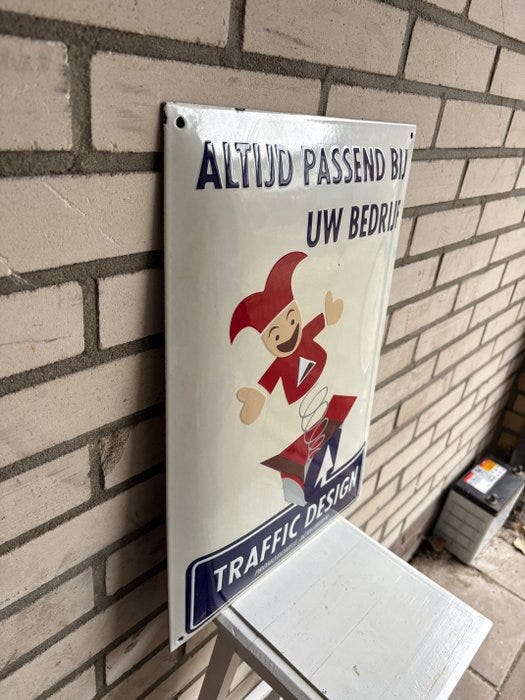 ALTIJD PASSEND BIJ
UW BEDRIJF
TRAFFIC DESIGN